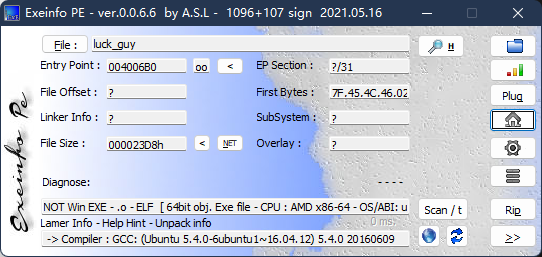 Exeinfo PE - ver.0.0.6.6 by A.S.L - 1096+107 sign 2021.05.16
Exeinfo Pe
File : luck_guy H
Entry Point : 004006B0 oo < EP Section : ?/31
File Offset : ? First Bytes : 7F.45.4C.46.02 Plug
Linker Info : ? SubSystem : ?
File Size : 000023D8h < NET Overlay : ?
Diagnose: - - - -
NOT Win EXE - .o - ELF [ 64bit obj. Exe file - CPU : AMD x86-64 - OS/ABI: u Scan / t Rip
Lamer Info - Help Hint - Unpack info 0 ms.
-> Compiler : GCC: (Ubuntu 5.4.0-6ubuntu1~16.04.12) 5.4.0 20160609 >>